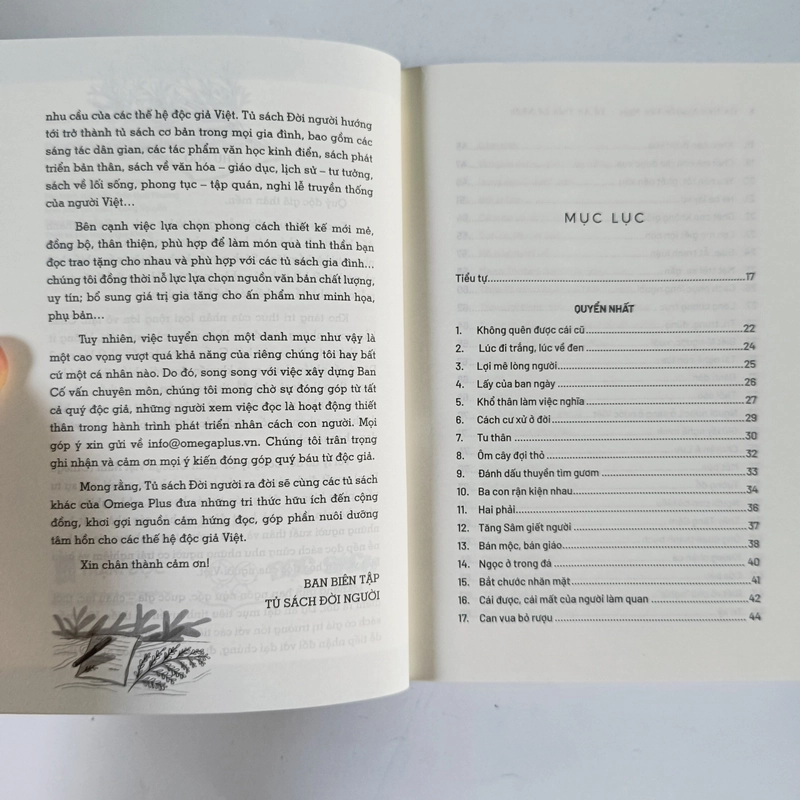 nhu cầu của các thế hệ độc giả Việt. Tủ sách Đời người hướng
tới trở thành tủ sách cơ bản trong mọi gia đình, bao gồm các
sáng tác dân gian, các tác phẩm văn học kinh điển, sách phát
triển bản thân, sách về văn hóa – giáo dục, lịch sử – tư tưởng,
sách về lối sống, phong tục – tập quán, nghi lễ truyền thống
của người Việt...
Bên cạnh việc lựa chọn phong cách thiết kế mới mẻ,
đồng bộ, thân thiện, phù hợp để làm món quà tinh thần bạn
đọc trao tặng cho nhau và phù hợp với các tủ sách gia đình...
chúng tôi đồng thời nỗ lực lựa chọn nguồn văn bản chất lượng,
uy tín; bổ sung giá trị gia tăng cho ấn phẩm như minh họa,
phụ bản...
Tuy nhiên, việc tuyển chọn một danh mục như vậy là
một cao vọng vượt quá khả năng của riêng chúng tôi hay bất
cứ một cá nhân nào. Do đó, song song với việc xây dựng Ban
Cố vấn chuyên môn, chúng tôi mong chờ sự đóng góp từ tất
cả quý độc giả, những người xem việc đọc là hoạt động thiết
thân trong hành trình phát triển nhân cách con người. Mọi
góp ý xin gửi về info@omegaplus.vn. Chúng tôi trân trọng
ghi nhận và cảm ơn mọi ý kiến đóng góp quý báu từ độc giả.
Mong rằng, Tủ sách Đời người ra đời sẽ cùng các tủ sách
khác của Omega Plus đưa những tri thức hữu ích đến cộng
đồng, khơi gợi nguồn cảm hứng đọc, góp phần nuôi dưỡng
tâm hồn cho các thế hệ độc giả Việt.
Xin chân thành cảm ơn!
BAN BIÊN TẬP
TỦ SÁCH ĐỜI NGƯỜI
MỤC LỤC
Tiểu tự.....17
QUYỂN NHẤT
1. Không quên được cái cũ.....22
2. Lúc đi trắng, lúc về đen.....24
3. Lợi mê lòng người.....25
4. Lấy của ban ngày.....26
5. Khổ thân làm việc nghĩa.....27
6. Cách cư xử ở đời.....29
7. Tu thân.....30
8. Ôm cây đợi thỏ.....32
9. Đánh dấu thuyền tìm gươm.....33
10. Ba con rận kiện nhau.....34
11. Hai phải.....36
12. Tăng Sâm giết người.....37
13. Bán mộc, bán giáo.....38
14. Ngọc ở trong đá.....40
15. Bắt chước nhăn mặt.....41
16. Cái được, cái mất của người làm quan.....42
17. Can vua bỏ rượu.....44